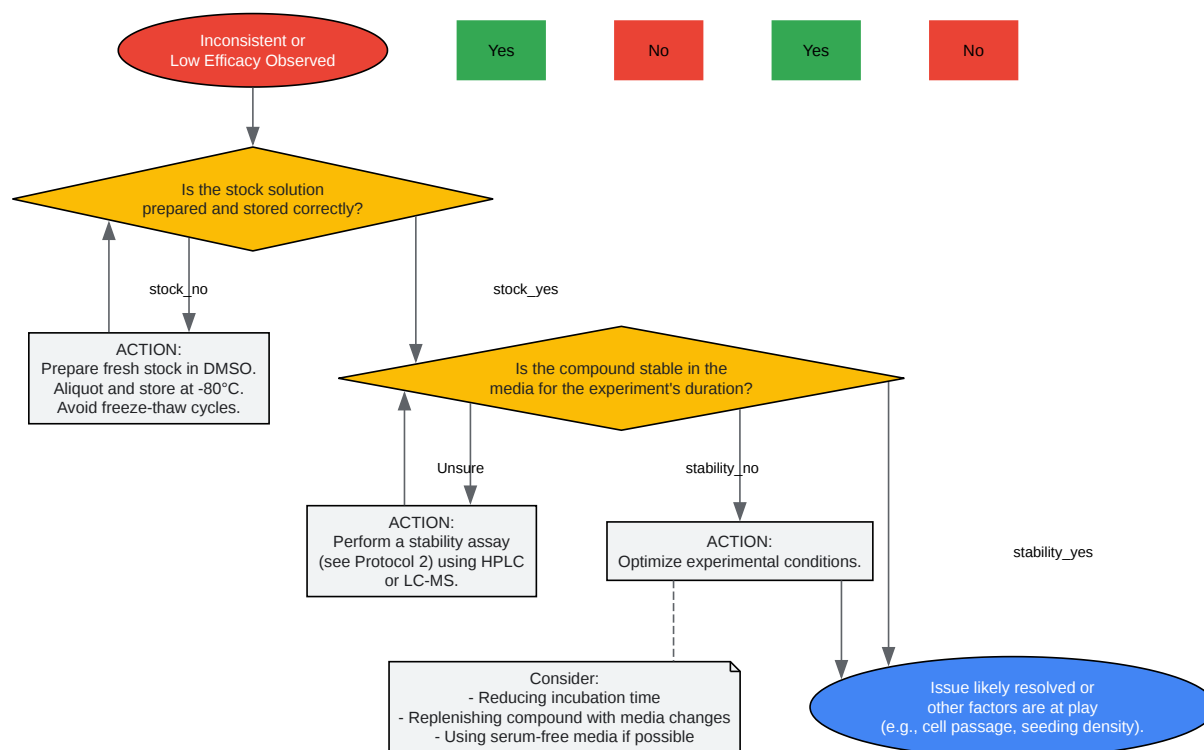 Inconsistent or
Low Efficacy Observed
Yes
No
Yes
No
Is the stock solution
prepared and stored correctly?
stock_no
stock_yes
ACTION:
Prepare fresh stock in DMSO.
Aliquot and store at -80°C.
Avoid freeze-thaw cycles.
Is the compound stable in the
media for the experiment's duration?
Unsure
stability_no
ACTION:
Perform a stability assay
(see Protocol 2) using HPLC
or LC-MS.
ACTION:
Optimize experimental conditions.
stability_yes
Consider:
- Reducing incubation time
- Replenishing compound with media changes
- Using serum-free media if possible
Issue likely resolved or
other factors are at play
(e.g., cell passage, seeding density).